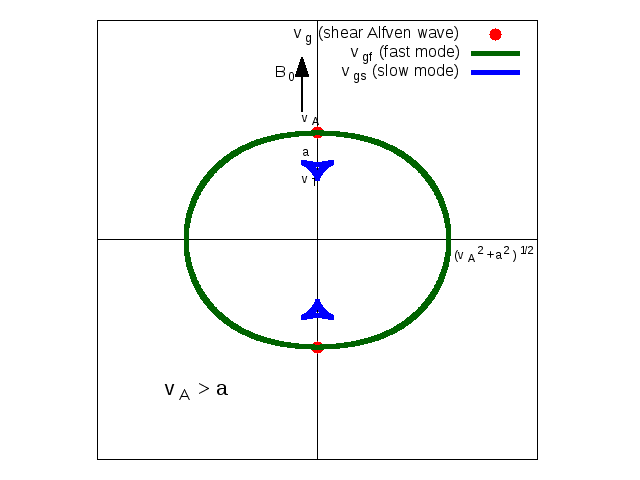 v g (shear Alfven wave)
v gf (fast mode)
v gs (slow mode)
B 0
v A
a
v T
(v A 2 +a 2 ) 1/2
v A > a